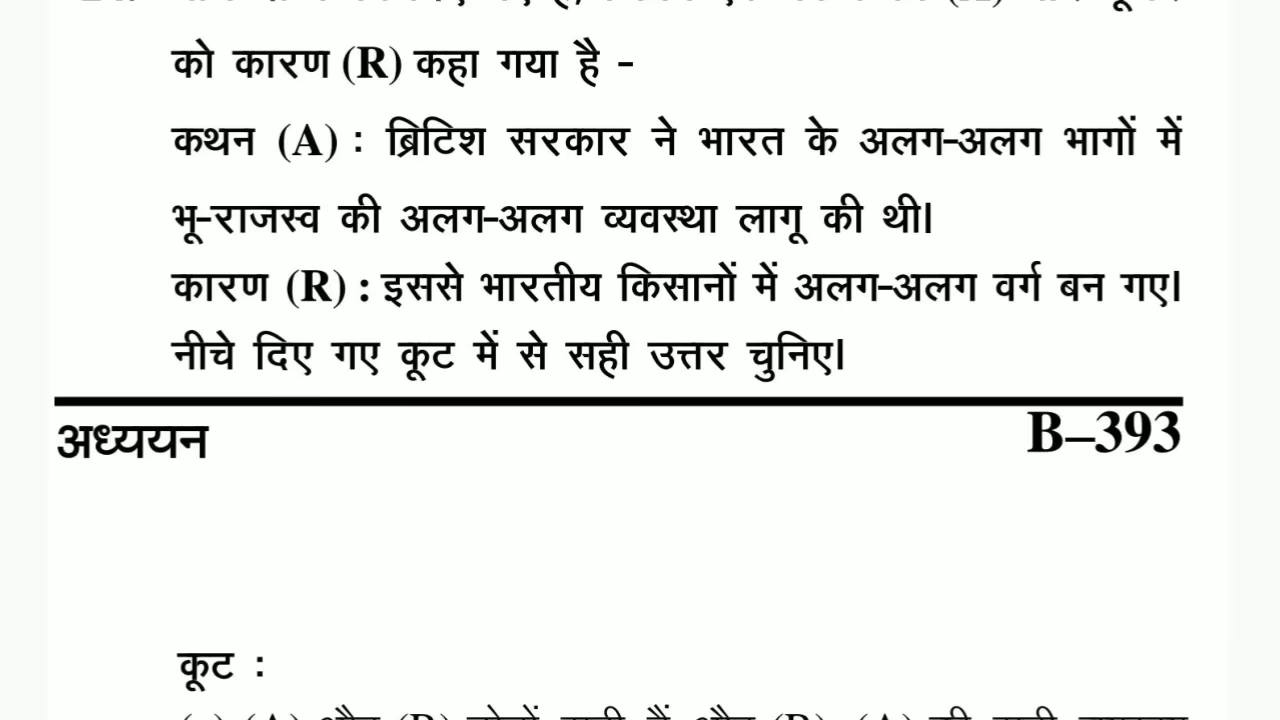 को कारण (R) कहा गया है -
कथन (A) : ब्रिटिश सरकार ने भारत के अलग-अलग भागों में
भू-राजस्व की अलग-अलग व्यवस्था लागू की थी।
कारण (R) : इससे भारतीय किसानों में अलग-अलग वर्ग बन गए।
नीचे दिए गए कूट में से सही उत्तर चुनिए।
अध्ययन
B–393
कूट :